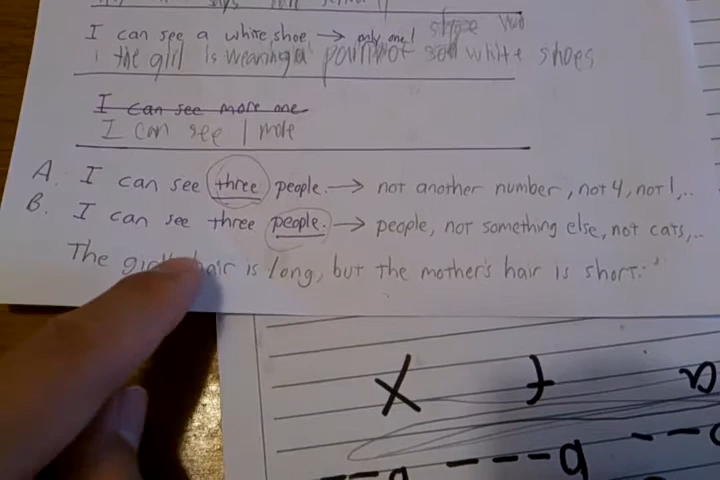 I can see a white shoe → only one! shoe two
the girl is wearing a pair of white shoes
I can see more one
I can see 1 more
A. I can see three people. → not another number, not 4, not 1,..
B. I can see three people. → people, not something else, not cats,..
The hair is long, but the mother's hair is short.
x t a
a